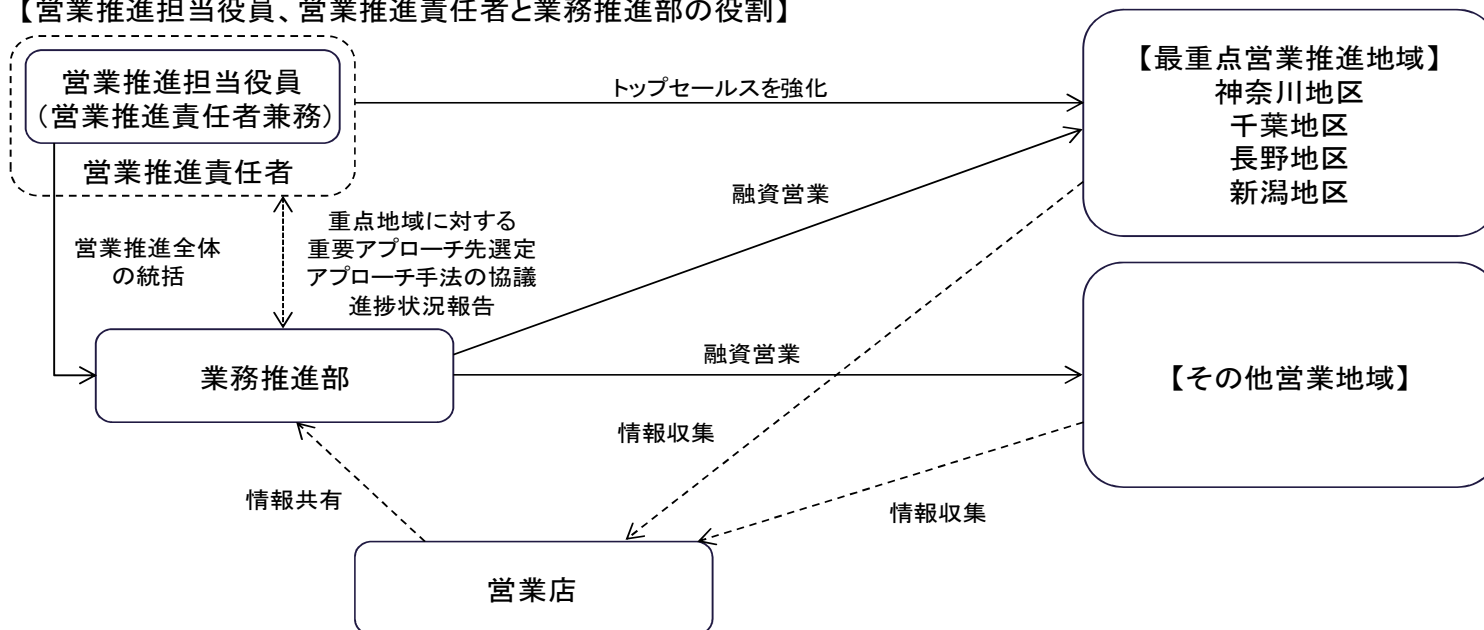 【営業推進担当役員、営業推進責任者と業務推進部の役割】
営業推進担当役員
（営業推進責任者兼務）
営業推進責任者
トップセールスを強化
【最重点営業推進地域】
神奈川地区
千葉地区
長野地区
新潟地区
融資営業
営業推進全体
の統括
重点地域に対する
重要アプローチ先選定
アプローチ手法の協議
進捗状況報告
業務推進部
融資営業
【その他営業地域】
情報収集
情報共有
情報収集
営業店